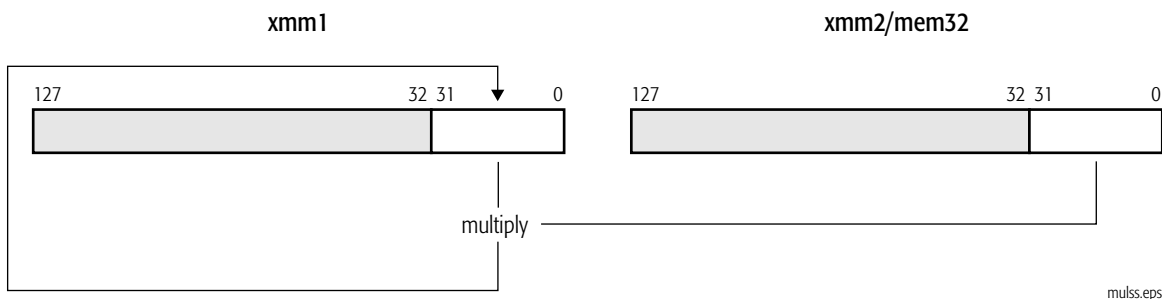 xmm1 xmm2/mem32
127 32 31 0 127 32 31 0
multiply
mulss.eps